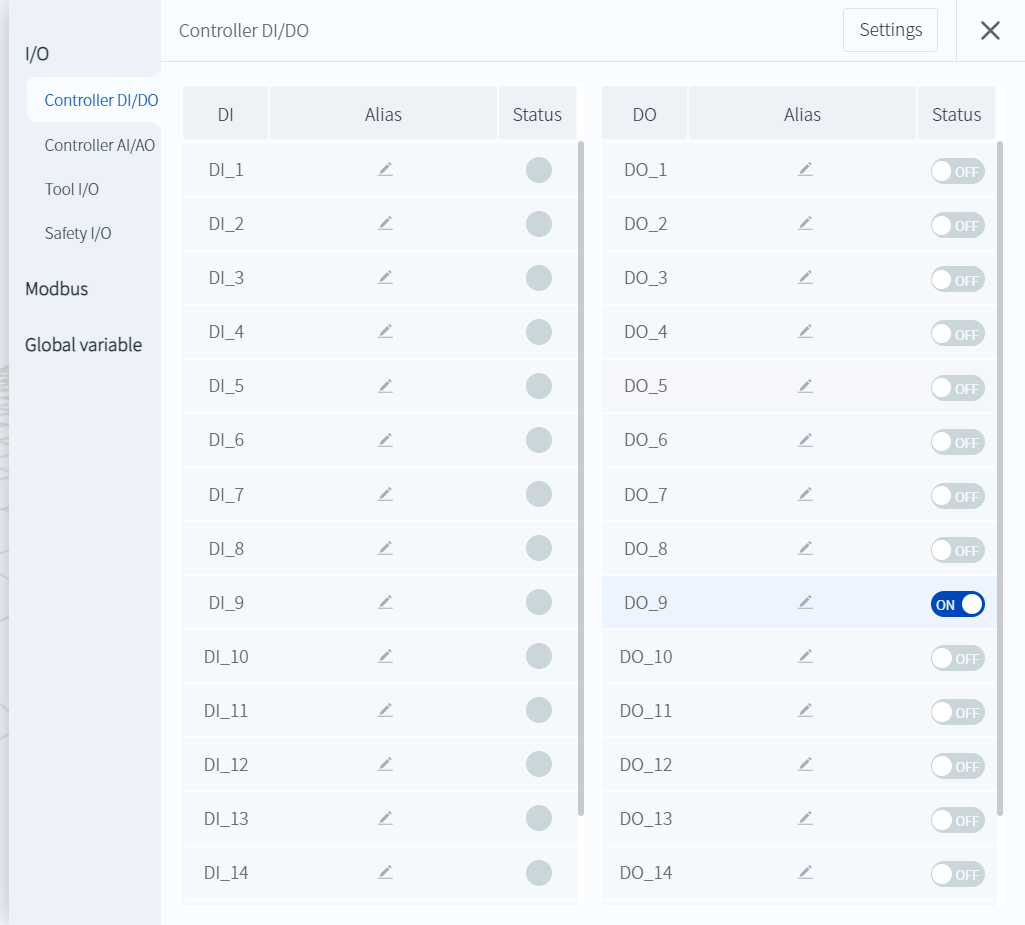 I/O
Controller DI/DO
Controller AI/AO
Tool I/O
Safety I/O
Modbus
Global variable
Controller DI/DO
Settings
DI Alias Status
DI_1
DI_2
DI_3
DI_4
DI_5
DI_6
DI_7
DI_8
DI_9
DI_10
DI_11
DI_12
DI_13
DI_14
DO Alias Status
DO_1 OFF
DO_2 OFF
DO_3 OFF
DO_4 OFF
DO_5 OFF
DO_6 OFF
DO_7 OFF
DO_8 OFF
DO_9 ON
DO_10 OFF
DO_11 OFF
DO_12 OFF
DO_13 OFF
DO_14 OFF